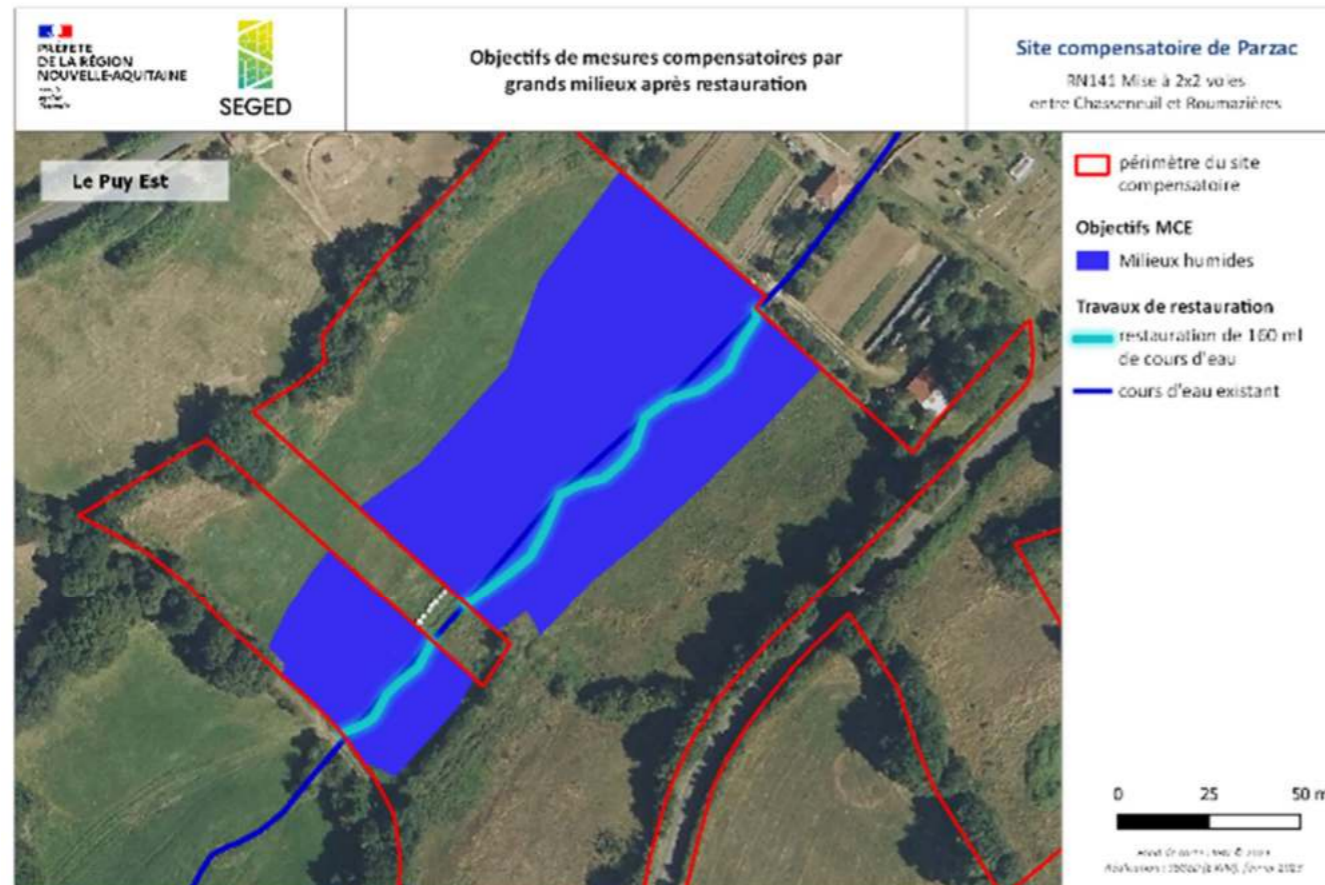 PRÉFÈTE
DE LA RÉGION
NOUVELLE-AQUITAINE
SEGED
Objectifs de mesures compensatoires par
grands milieux après restauration
Site compensatoire de Parzac
RN141 Mise à 2x2 voies
entre Chasseneuil et Roumazières
Le Puy Est
périmètre du site
compensatoire
Objectifs MCE
Milieux humides
Travaux de restauration
restauration de 160 ml
de cours d'eau
cours d'eau existant
0 25 50 m